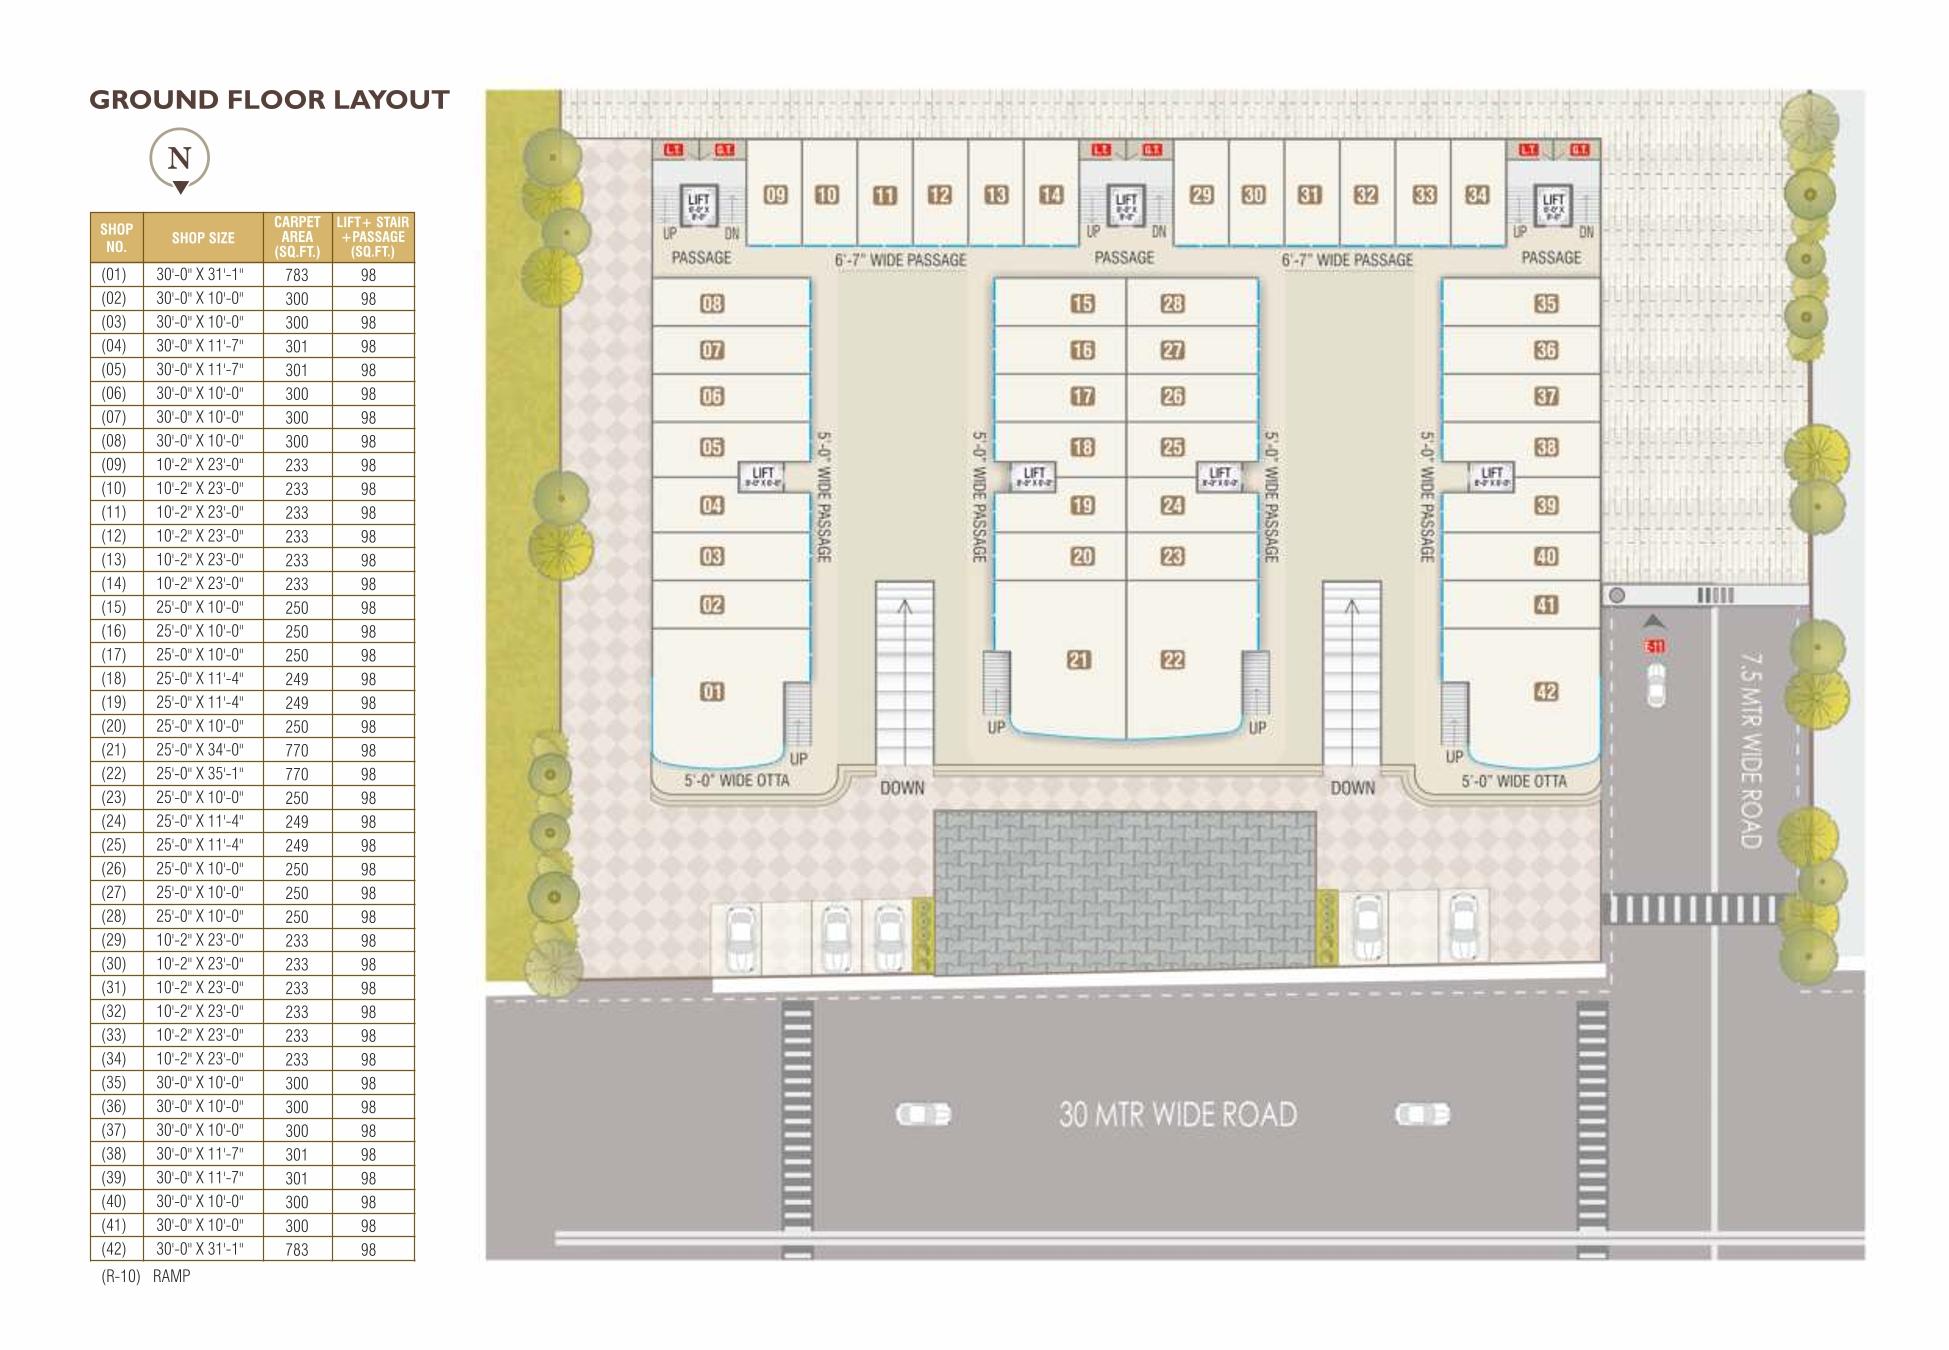 GROUND FLOOR LAYOUT
N
SHOP NO. SHOP SIZE CARPET AREA (SQ.FT.) LIFT+ STAIR +PASSAGE (SQ.FT.)
(01) 30'-0" X 31'-1" 783 98
(02) 30'-0" X 10'-0" 300 98
(03) 30'-0" X 10'-0" 300 98
(04) 30'-0" X 11'-7" 301 98
(05) 30'-0" X 11'-7" 301 98
(06) 30'-0" X 10'-0" 300 98
(07) 30'-0" X 10'-0" 300 98
(08) 30'-0" X 10'-0" 300 98
(09) 10'-2" X 23'-0" 233 98
(10) 10'-2" X 23'-0" 233 98
(11) 10'-2" X 23'-0" 233 98
(12) 10'-2" X 23'-0" 233 98
(13) 10'-2" X 23'-0" 233 98
(14) 10'-2" X 23'-0" 233 98
(15) 25'-0" X 10'-0" 250 98
(16) 25'-0" X 10'-0" 250 98
(17) 25'-0" X 10'-0" 250 98
(18) 25'-0" X 11'-4" 249 98
(19) 25'-0" X 11'-4" 249 98
(20) 25'-0" X 10'-0" 250 98
(21) 25'-0" X 34'-0" 770 98
(22) 25'-0" X 35'-1" 770 98
(23) 25'-0" X 10'-0" 250 98
(24) 25'-0" X 11'-4" 249 98
(25) 25'-0" X 11'-4" 249 98
(26) 25'-0" X 10'-0" 250 98
(27) 25'-0" X 10'-0" 250 98
(28) 25'-0" X 10'-0" 250 98
(29) 10'-2" X 23'-0" 233 98
(30) 10'-2" X 23'-0" 233 98
(31) 10'-2" X 23'-0" 233 98
(32) 10'-2" X 23'-0" 233 98
(33) 10'-2" X 23'-0" 233 98
(34) 10'-2" X 23'-0" 233 98
(35) 30'-0" X 10'-0" 300 98
(36) 30'-0" X 10'-0" 300 98
(37) 30'-0" X 10'-0" 300 98
(38) 30'-0" X 11'-7" 301 98
(39) 30'-0" X 11'-7" 301 98
(40) 30'-0" X 10'-0" 300 98
(41) 30'-0" X 10'-0" 300 98
(42) 30'-0" X 31'-1" 783 98
(R-10) RAMP
L.T. G.T. L.T. G.T. L.T. G.T.
LIFT 09 10 11 12 13 14 LIFT 29 30 31 32 33 34 LIFT
UP DN UP DN UP DN
PASSAGE 6'-7" WIDE PASSAGE PASSAGE 6'-7" WIDE PASSAGE PASSAGE
08 15 28 35
07 16 27 36
06 17 26 37
05 18 25 38
LIFT LIFT LIFT LIFT
5'-0" WIDE PASSAGE 5'-0" WIDE PASSAGE 5'-0" WIDE PASSAGE 5'-0" WIDE PASSAGE
04 19 24 39
03 20 23 40
02 41
E-11
21 22
01 42
7.5 MTR WIDE ROAD
UP UP
UP UP
5'-0" WIDE OTTA DOWN DOWN 5'-0" WIDE OTTA
30 MTR WIDE ROAD